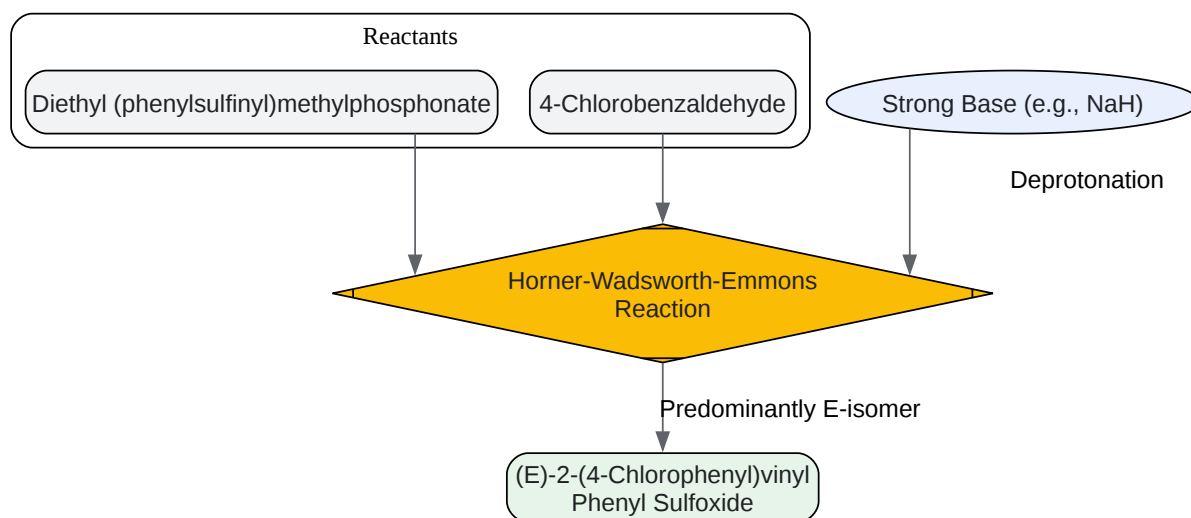 Reactants
Diethyl (phenylsulfinyl)methylphosphonate
4-Chlorobenzaldehyde
Strong Base (e.g., NaH)
Deprotonation
Horner-Wadsworth-Emmons
Reaction
Predominantly E-isomer
(E)-2-(4-Chlorophenyl)vinyl
Phenyl Sulfoxide